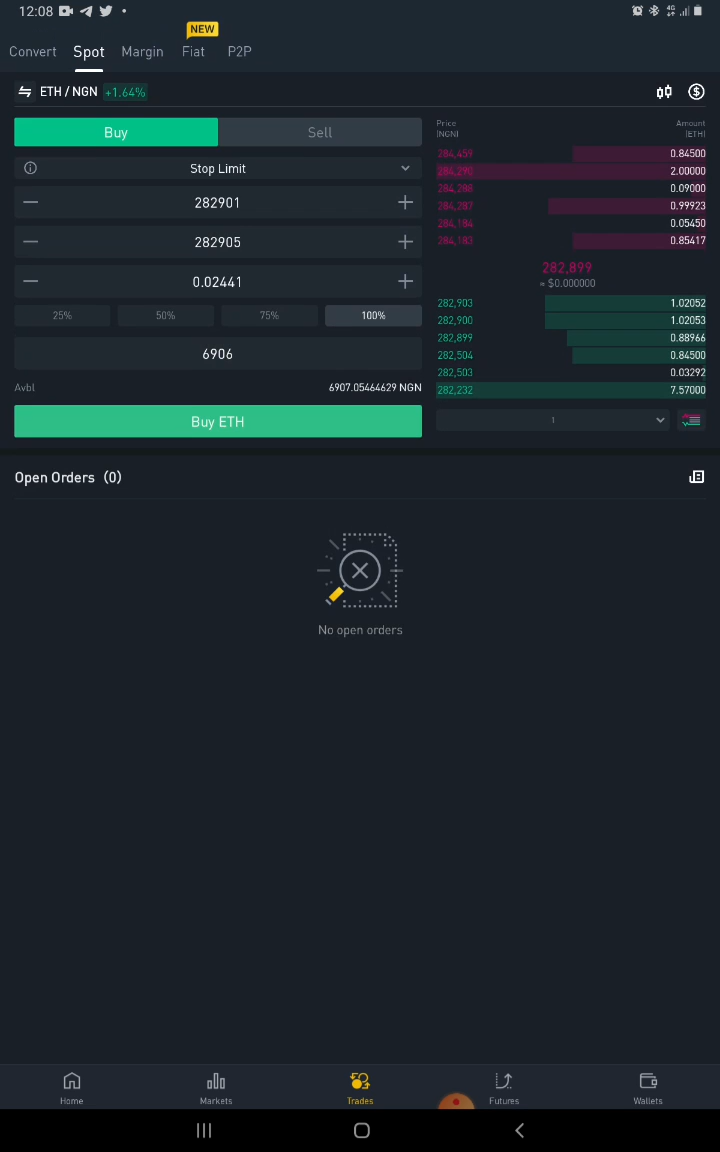 12:08
NEW
Convert Spot Margin Fiat P2P
ETH / NGN +1.64%
Buy Sell
Stop Limit
282901
282905
0.02441
25% 50% 75% 100%
6906
Avbl 6907.05464629 NGN
Buy ETH
Price Amount
(NGN) (ETH)
284,459 0.84500
284,290 2.00000
284,288 0.09000
284,287 0.99923
284,184 0.05450
284,183 0.85417
282,899
≈ $0.000000
282,903 1.02052
282,900 1.02053
282,899 0.88966
282,504 0.84500
282,503 0.03292
282,232 7.57000
1
Open Orders (0)
No open orders
Home Markets Trades Futures Wallets